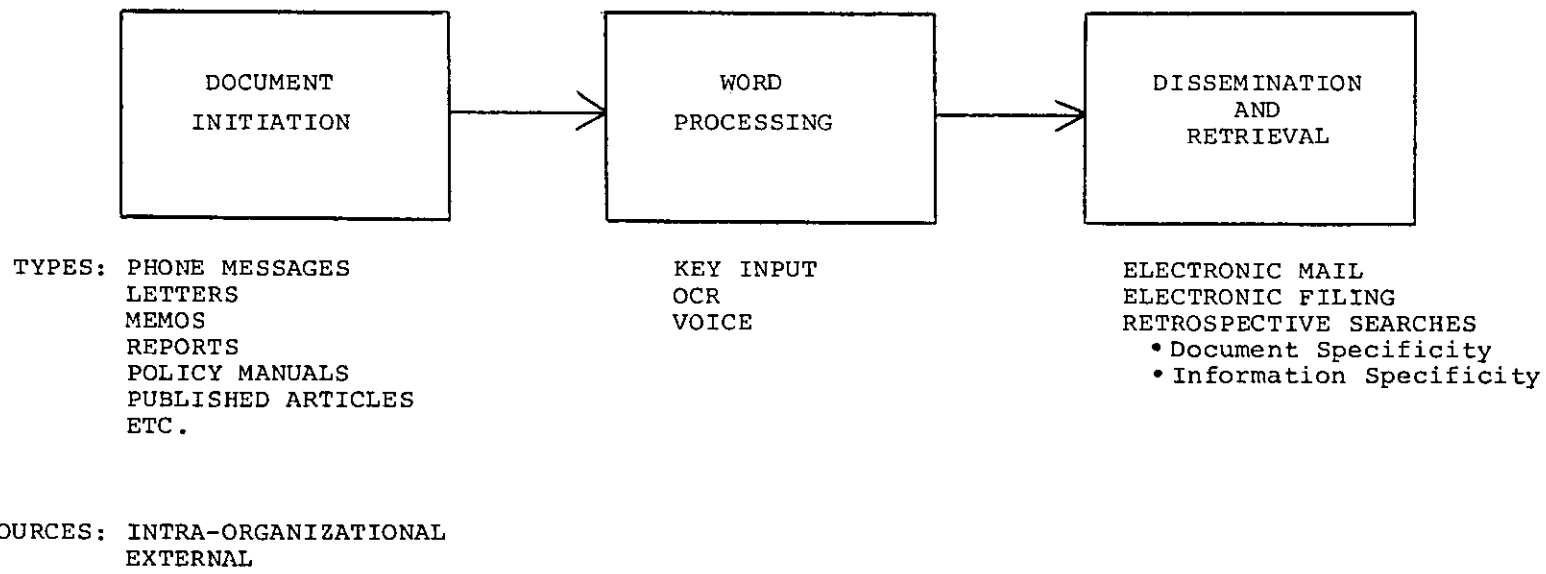 DOCUMENT
INITIATION
WORD
PROCESSING
DISSEMINATION
AND
RETRIEVAL
TYPES: PHONE MESSAGES
LETTERS
MEMOS
REPORTS
POLICY MANUALS
PUBLISHED ARTICLES
ETC.
KEY INPUT
OCR
VOICE
ELECTRONIC MAIL
ELECTRONIC FILING
RETROSPECTIVE SEARCHES
• Document Specificity
• Information Specificity
OURCES: INTRA-ORGANIZATIONAL
EXTERNAL